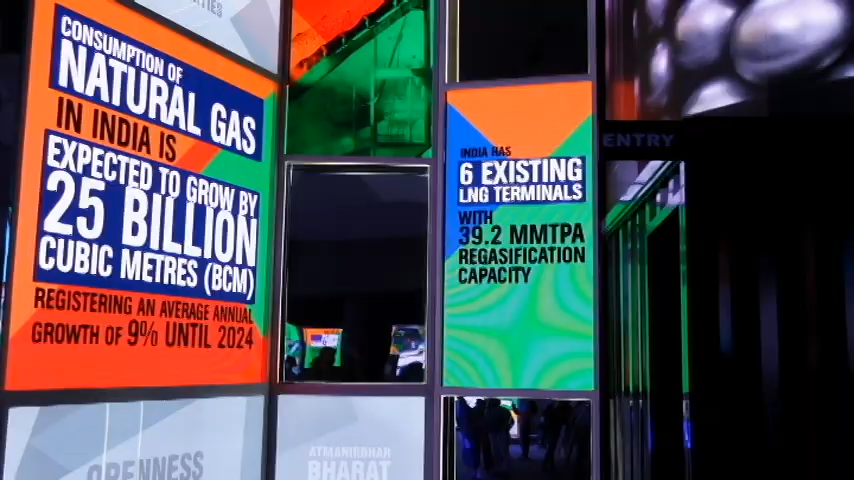 CONSUMPTION OF
NATURAL GAS
IN INDIA IS
EXPECTED TO GROW BY
25 BILLION
CUBIC METRES (BCM)
REGISTERING AN AVERAGE ANNUAL
GROWTH OF 9% UNTIL 2024
INDIA HAS
6 EXISTING
LNG TERMINALS
WITH
39.2 MMTPA
REGASIFICATION
CAPACITY
ENTRY
OPENNESS
ATMANIRBHAR
BHARAT